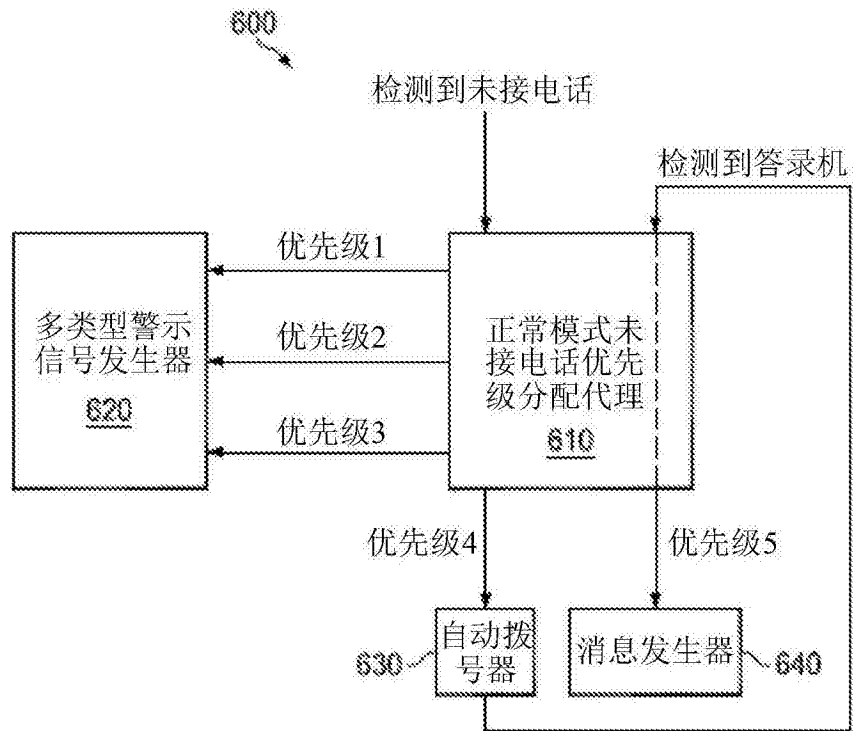 600
检测到未接电话
检测到答录机
优先级1
优先级2
优先级3
多类型警示
信号发生器
620
正常模式未
接电话优先
级分配代理
610
优先级4
优先级5
630
自动拨
号器
消息发生器
640